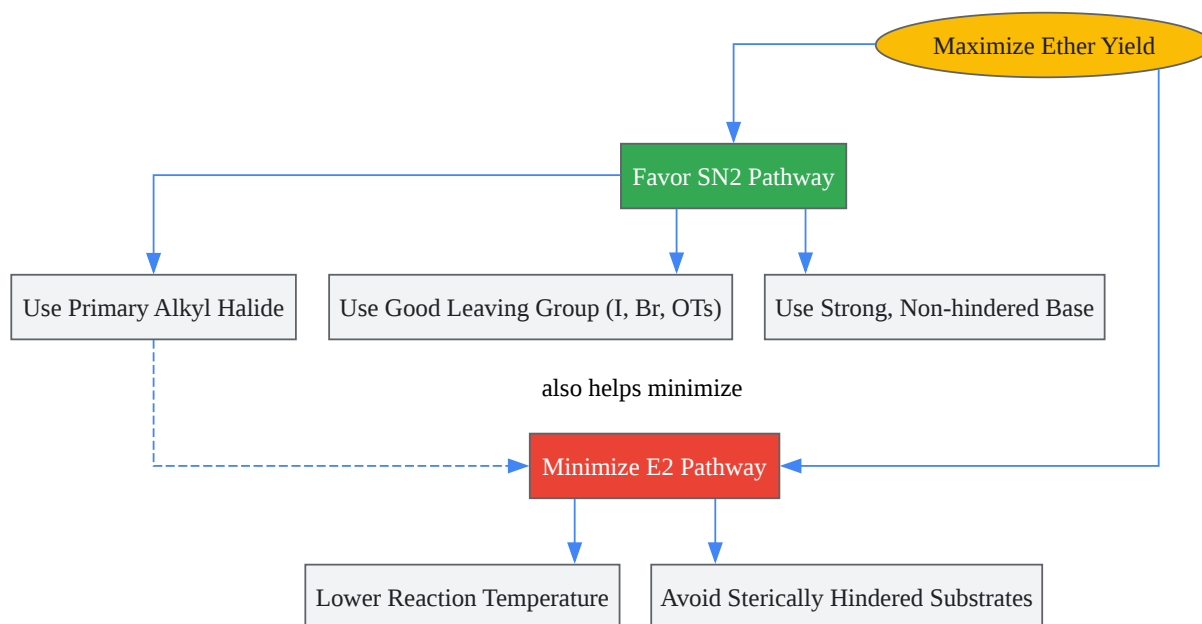 Maximize Ether Yield
Favor SN2 Pathway
Use Primary Alkyl Halide
Use Good Leaving Group (I, Br, OTs)
Use Strong, Non-hindered Base
also helps minimize
Minimize E2 Pathway
Lower Reaction Temperature
Avoid Sterically Hindered Substrates